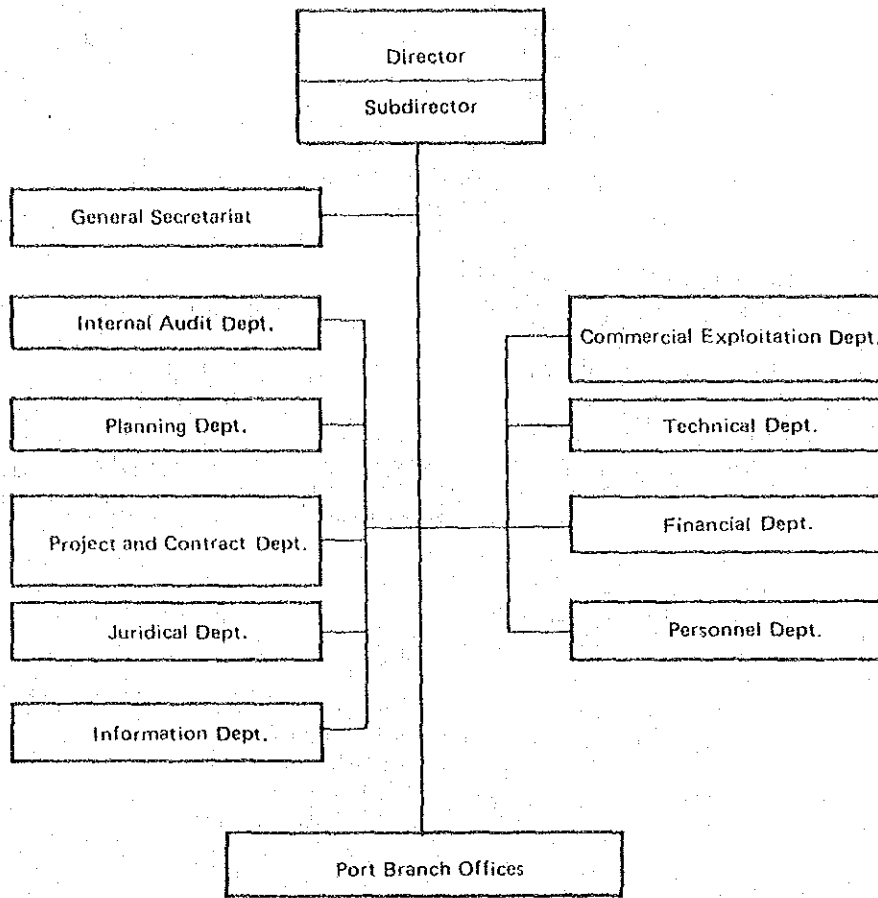 Director
Subdirector
General Secretariat
Internal Audit Dept.
Planning Dept.
Project and Contract Dept.
Juridical Dept.
Information Dept.
Commercial Exploitation Dept.
Technical Dept.
Financial Dept.
Personnel Dept.
Port Branch Offices